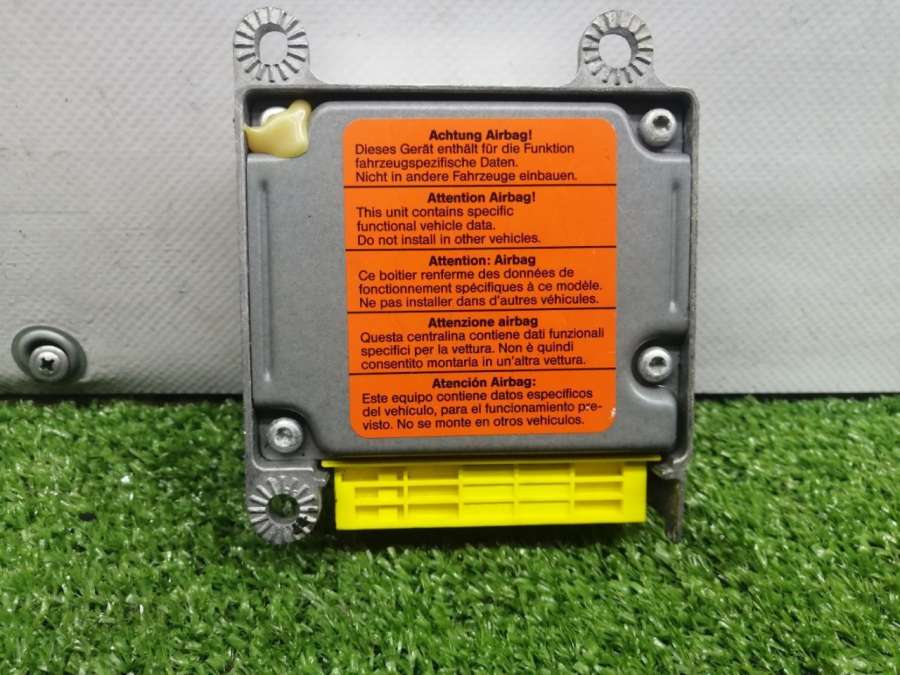 Achtung Airbag!
Dieses Gerät enthält für die Funktion
fahrzeugspezifische Daten.
Nicht in andere Fahrzeuge einbauen.
Attention Airbag!
This unit contains specific
functional vehicle data.
Do not install in other vehicles.
Attention: Airbag
Ce boitier renferme des données de
fonctionnement spécifiques à ce modèle.
Ne pas installer dans d'autres véhicules.
Attenzione airbag
Questa centralina contiene dati funzionali
specifici per la vettura. Non è quindi
consentito montaria in un'altra vettura.
Atención Airbag:
Este equipo contiene datos especificos
del vehículo, para el funcionamiento pre-
visto. No se monte en otros vehiculos.